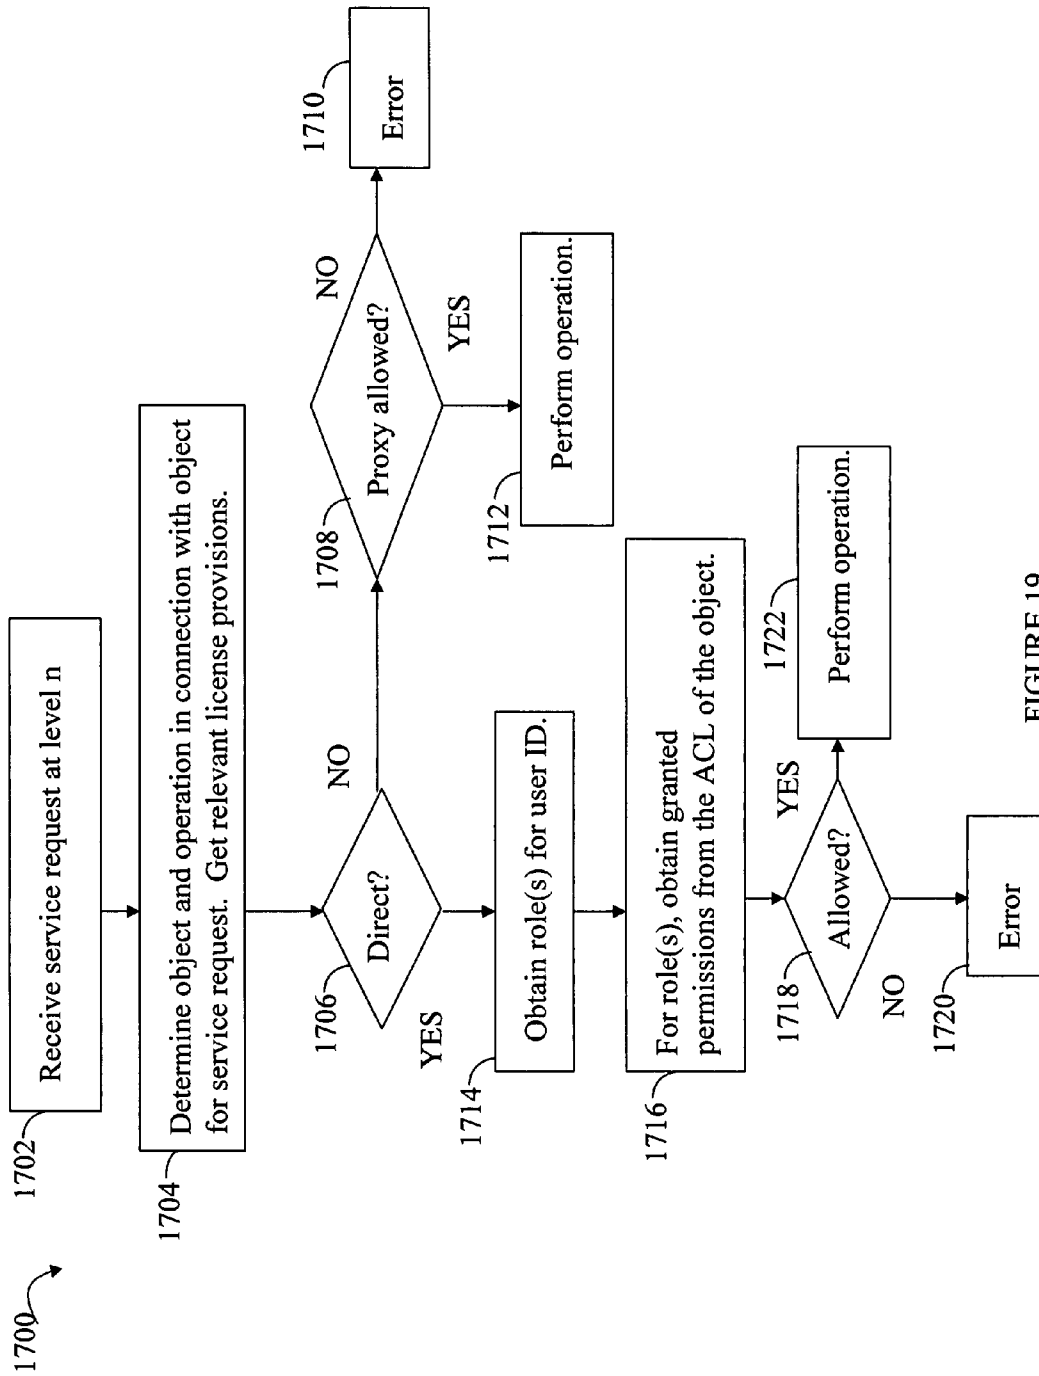 1700
1702
Receive service request at level n
1704
Determine object and operation in connection with object
for service request. Get relevant license provisions.
1706
Direct?
NO
YES
1708
Proxy allowed?
NO
YES
1710
Error
1712
Perform operation.
1714
Obtain role(s) for user ID.
1716
For role(s), obtain granted
permissions from the ACL of the object.
1718
Allowed?
YES
NO
1722
Perform operation.
1720
Error
FIGURE 19